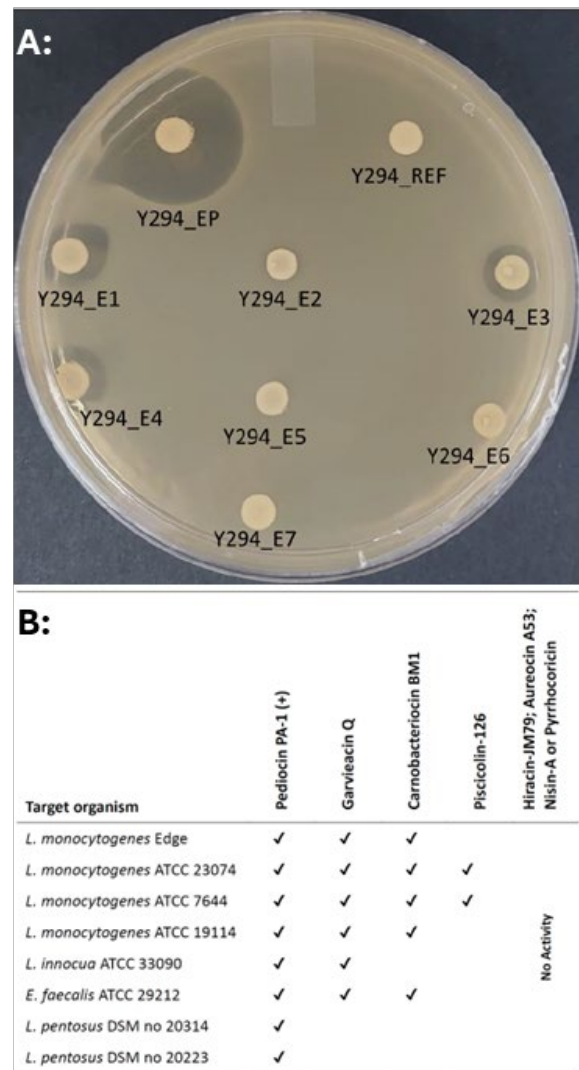 A:
Y294_EP
Y294_REF
Y294_E1
Y294_E2
Y294_E3
Y294_E4
Y294_E5
Y294_E6
Y294_E7
B:
Target organism
Pediocin PA-1 (+)
Garvieacin Q
Carnobacteriocin BM1
Piscicolin-126
Hiracin-JM79; Aureocin A53;
Nisin-A or Pyrrhocoricin
L. monocytogenes Edge ✓ ✓ ✓
L. monocytogenes ATCC 23074 ✓ ✓ ✓ ✓
L. monocytogenes ATCC 7644 ✓ ✓ ✓ ✓
L. monocytogenes ATCC 19114 ✓ ✓ ✓
L. innocua ATCC 33090 ✓ ✓
E. faecalis ATCC 29212 ✓ ✓ ✓
L. pentosus DSM no 20314 ✓
L. pentosus DSM no 20223 ✓
No Activity